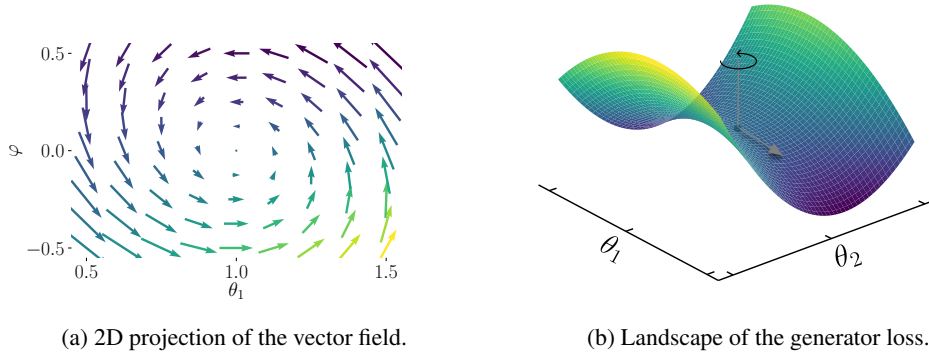 φ
0.5
0.0
−0.5
0.5
1.0
1.5
θ₁
θ₁
θ₂
(a) 2D projection of the vector field.
(b) Landscape of the generator loss.